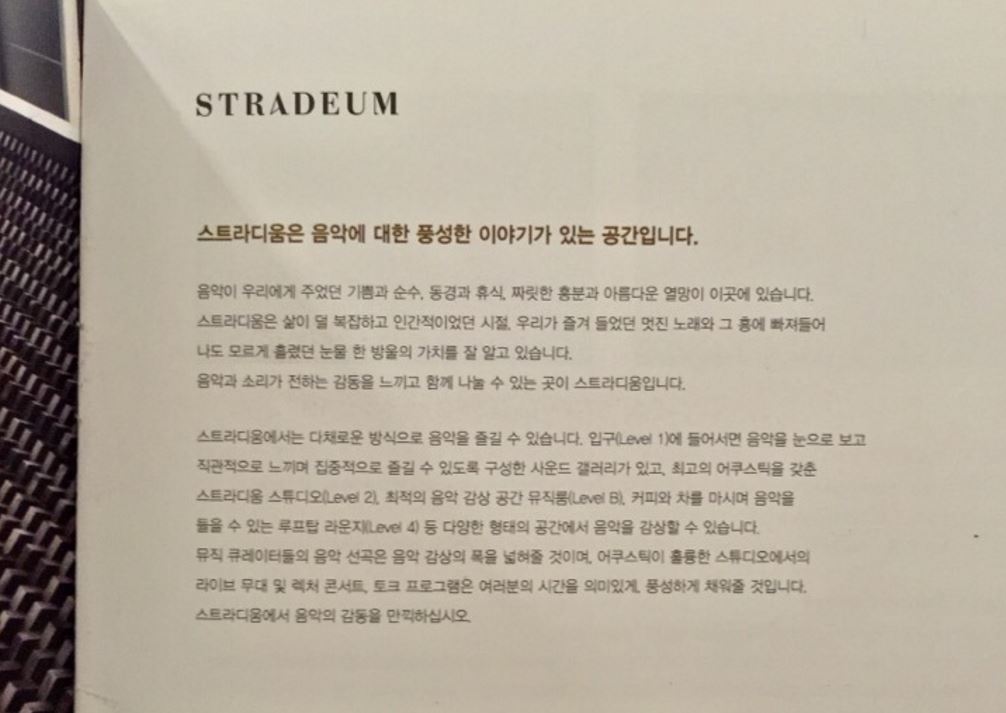 STRADEUM
스트라디움은 음악에 대한 풍성한 이야기가 있는 공간입니다.
음악이 우리에게 주었던 기쁨과 순수, 동경과 휴식, 짜릿한 흥분과 아름다운 열망이 이곳에 있습니다.
스트라디움은 삶이 덜 복잡하고 인간적이었던 시절, 우리가 즐겨 들었던 멋진 노래와 그 흥에 빠져들어
나도 모르게 흘렸던 눈물 한 방울의 가치를 잘 알고 있습니다.
음악과 소리가 전하는 감동을 느끼고 함께 나눌 수 있는 곳이 스트라디움입니다.
스트라디움에서는 다채로운 방식으로 음악을 즐길 수 있습니다. 입구(Level 1)에 들어서면 음악을 눈으로 보고
직관적으로 느끼며 집중적으로 즐길 수 있도록 구성한 사운드 갤러리가 있고, 최고의 어쿠스틱을 갖춘
스트라디움 스튜디오(Level 2), 최적의 음악 감상 공간 뮤직룸(Level B), 커피와 차를 마시며 음악을
들을 수 있는 루프탑 라운지(Level 4) 등 다양한 형태의 공간에서 음악을 감상할 수 있습니다.
뮤직 큐레이터들의 음악 선곡은 음악 감상의 폭을 넓혀줄 것이며, 어쿠스틱이 훌륭한 스튜디오에서의
라이브 무대 및 렉처 콘서트, 토크 프로그램은 여러분의 시간을 의미있게, 풍성하게 채워줄 것입니다.
스트라디움에서 음악의 감동을 만끽하십시오.